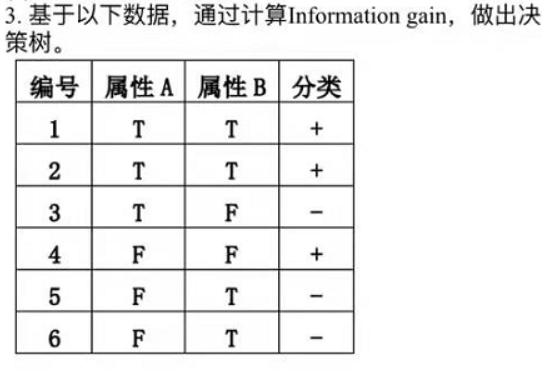 3. 基于以下数据，通过计算Information gain，做出决
策树。
编号 属性 A 属性 B 分类
1 T T +
2 T T +
3 T F −
4 F F +
5 F T −
6 F T −